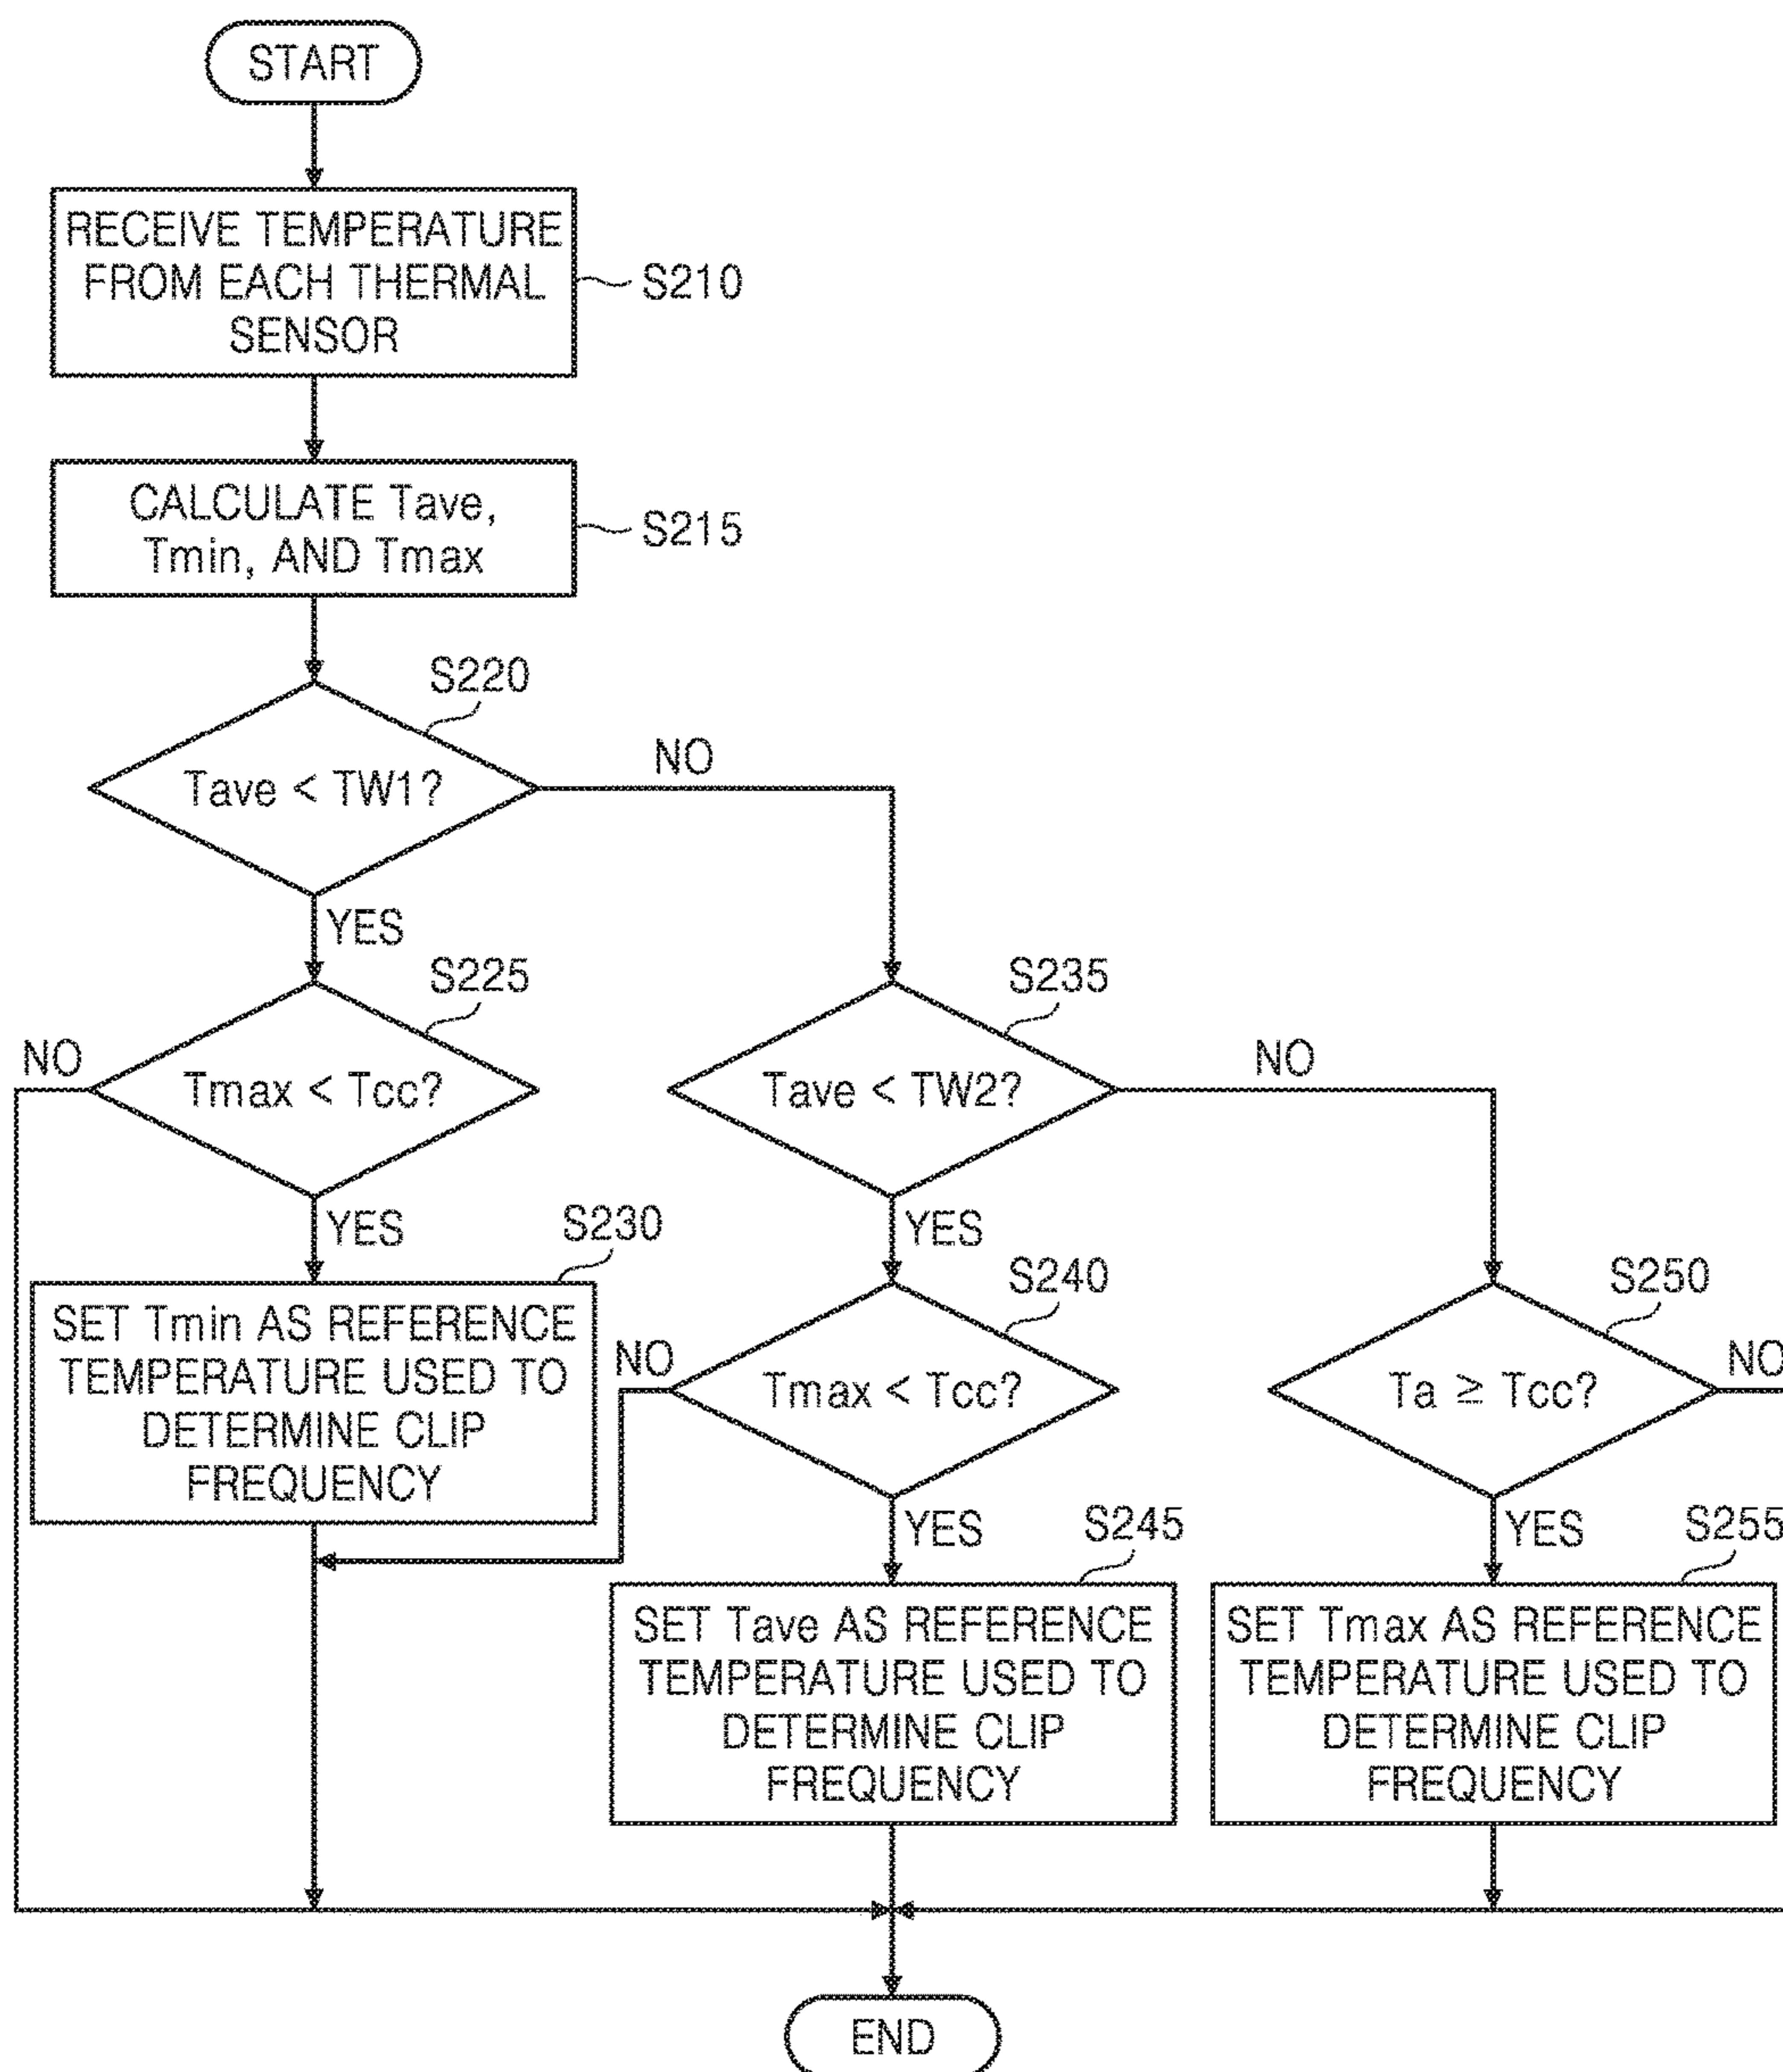 START
RECEIVE TEMPERATURE
FROM EACH THERMAL
SENSOR
S210
CALCULATE Tave,
Tmin, AND Tmax
S215
S220
Tave < TW1?
NO
YES
S225
NO
Tmax < Tcc?
S235
Tave < TW2?
NO
YES
S230
SET Tmin AS REFERENCE
TEMPERATURE USED TO
DETERMINE CLIP
FREQUENCY
YES
S240
NO
Tmax < Tcc?
S250
Ta ≥ Tcc?
NO
YES
S245
SET Tave AS REFERENCE
TEMPERATURE USED TO
DETERMINE CLIP
FREQUENCY
YES
S255
SET Tmax AS REFERENCE
TEMPERATURE USED TO
DETERMINE CLIP
FREQUENCY
END